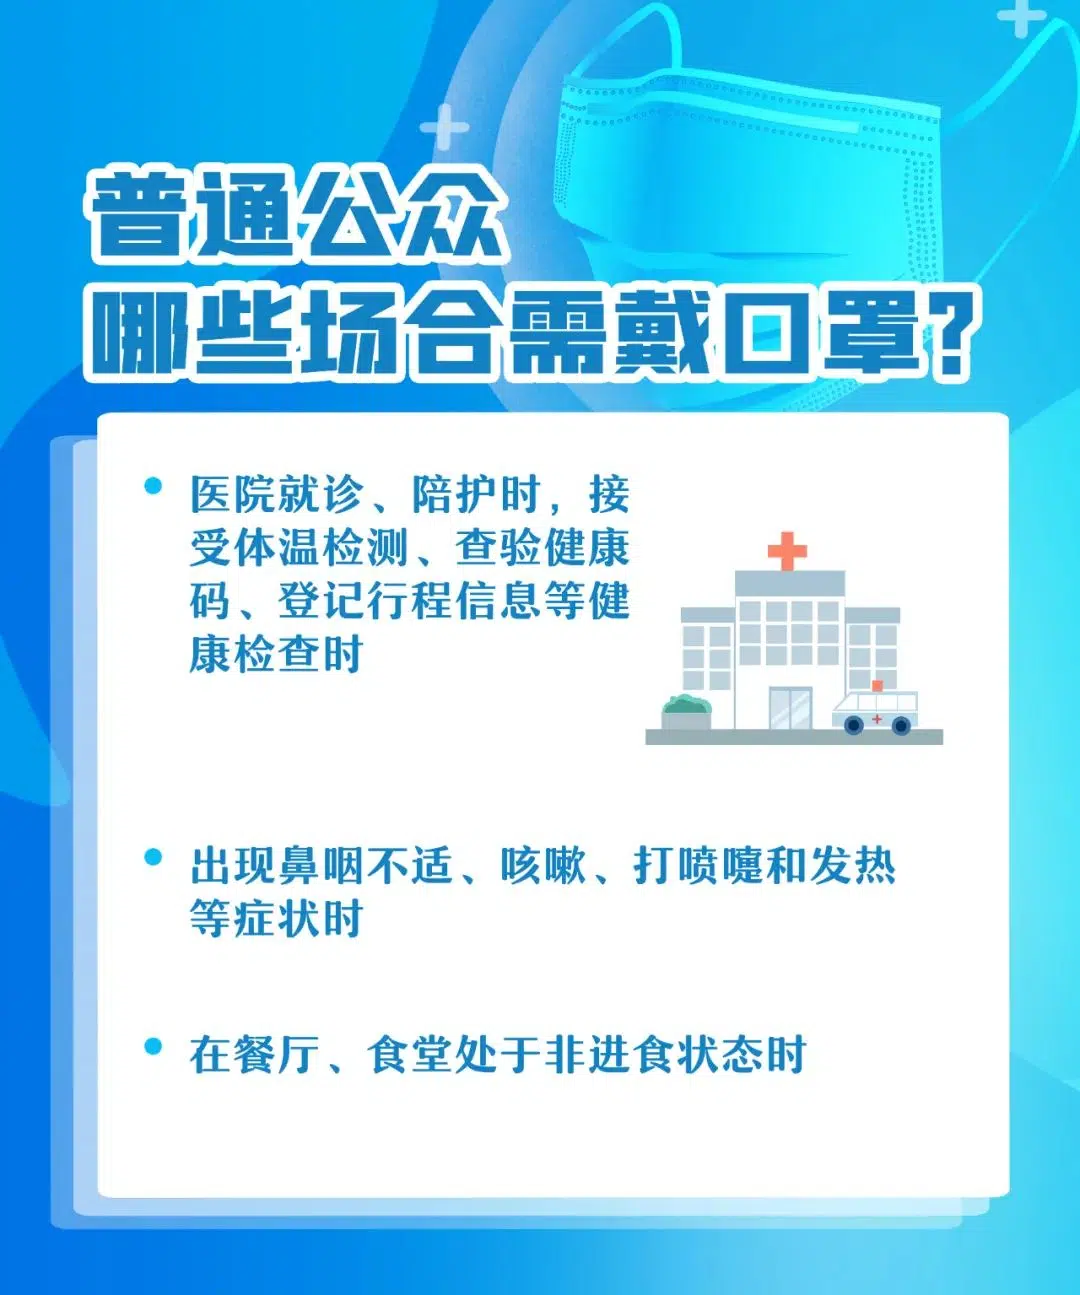 普通公众
哪些场合需戴口罩？
医院就诊、陪护时，接
受体温检测、查验健康
码、登记行程信息等健
康检查时
出现鼻咽不适、咳嗽、打喷嚏和发热
等症状时
在餐厅、食堂处于非进食状态时